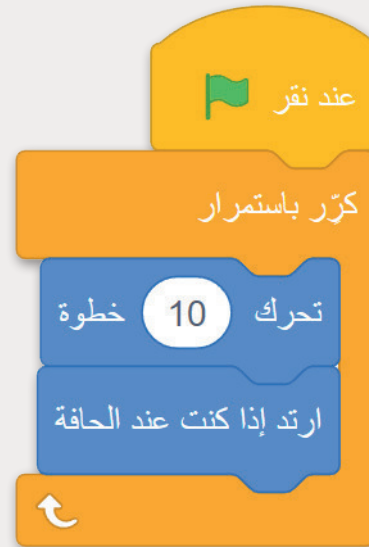 عند نقر
كرّر باستمرار
تحرك 10 خطوة
ارتد إذا كنت عند الحافة